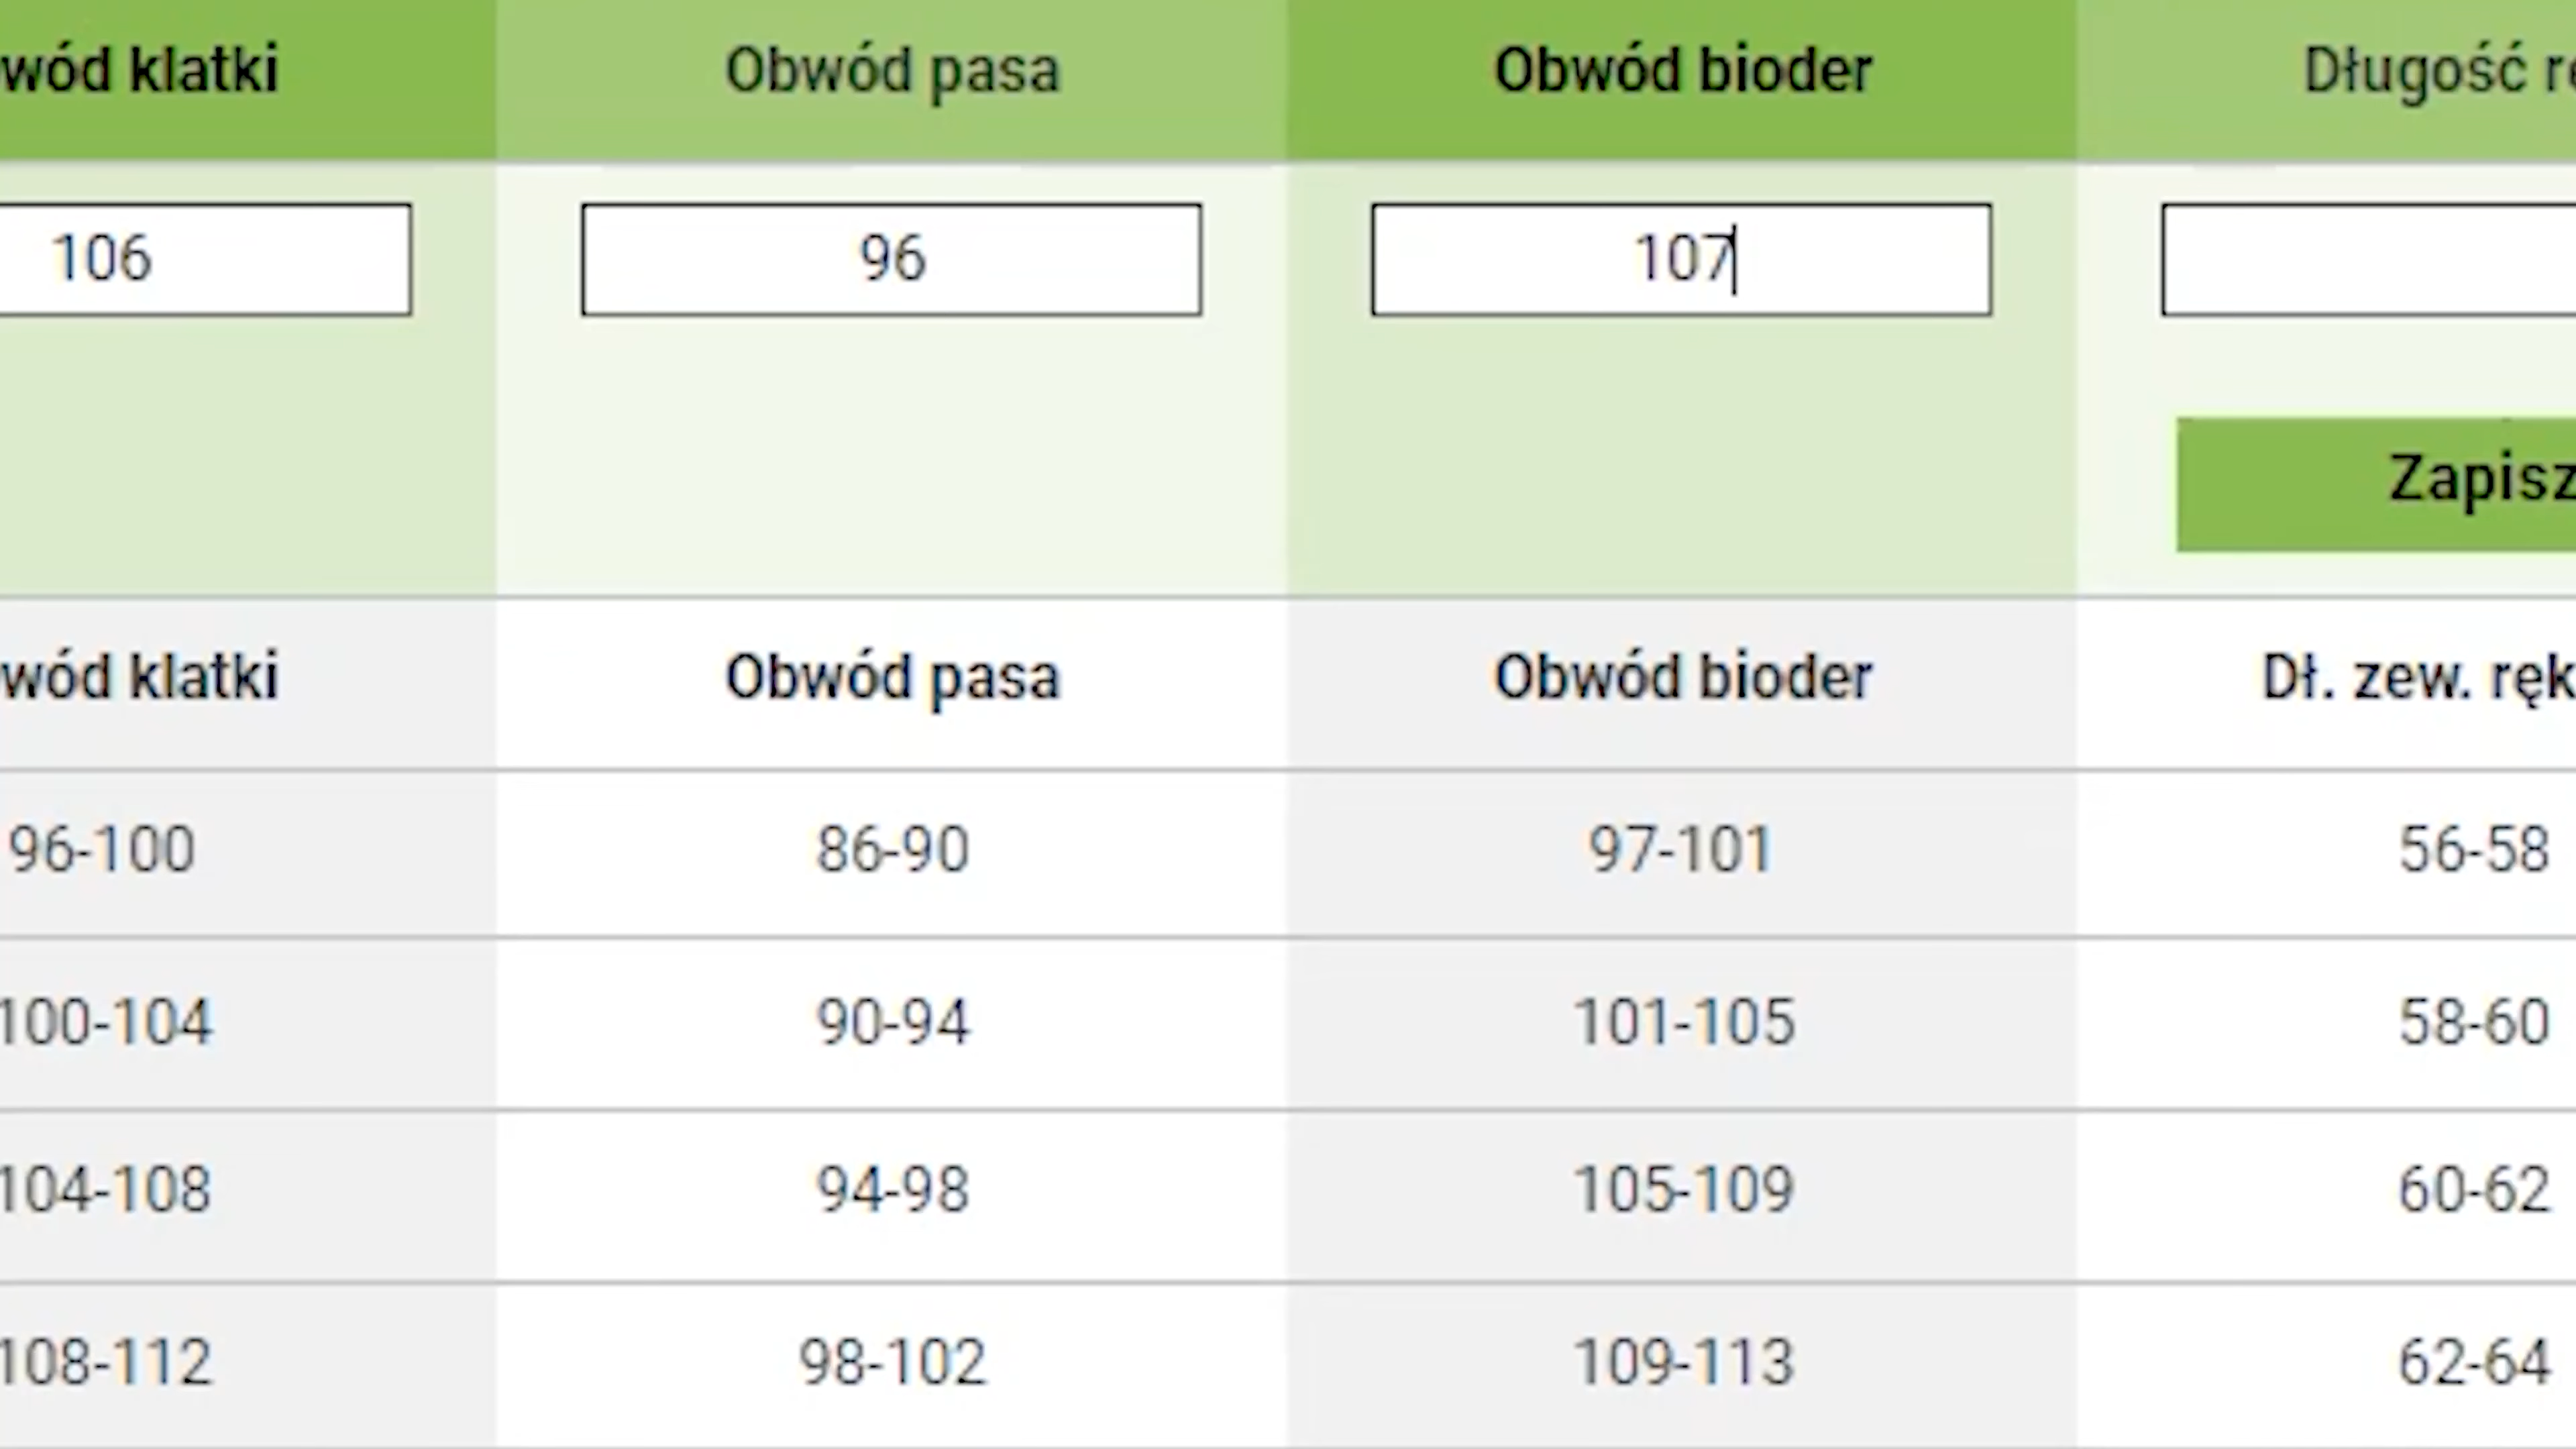 wód klatki Obwód pasa Obwód bioder Długość rę
106 96 107
Zapisz
wód klatki Obwód pasa Obwód bioder Dł. zew. ręk
96-100 86-90 97-101 56-58
100-104 90-94 101-105 58-60
104-108 94-98 105-109 60-62
108-112 98-102 109-113 62-64